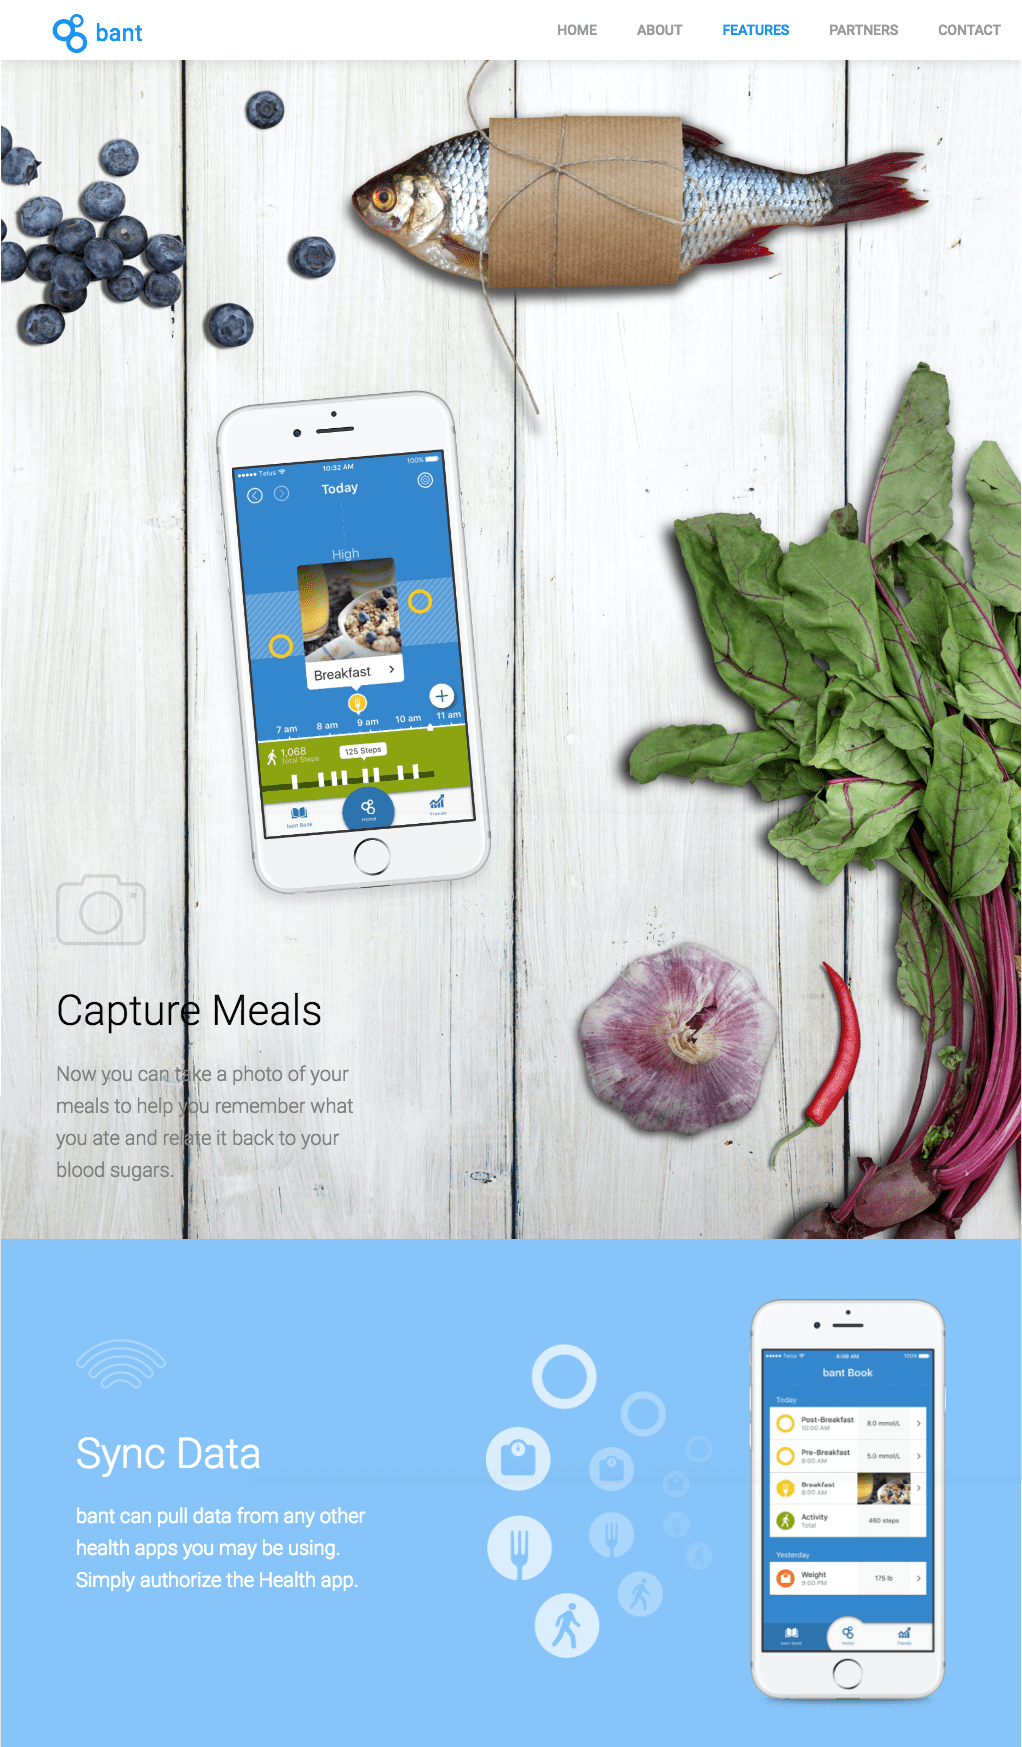 bant
HOME ABOUT FEATURES PARTNERS CONTACT
Telus 10:32 AM 100%
Today
High
Breakfast
7 am 8 am 9 am 10 am 11 am
1,068
Total Steps
125 Steps
bant Book Home Trends
Capture Meals
Now you can take a photo of your
meals to help you remember what
you ate and relate it back to your
blood sugars.
Sync Data
bant can pull data from any other
health apps you may be using.
Simply authorize the Health app.
Telus 8:09 AM 100%
bant Book
Today
Post-Breakfast 8.0 mmol/L
10:00 AM
Pre-Breakfast 5.0 mmol/L
8:00 AM
Breakfast
8:00 AM
Activity 460 steps
Total
Yesterday
Weight 175 lb
9:00 PM
bant Book Home Trends